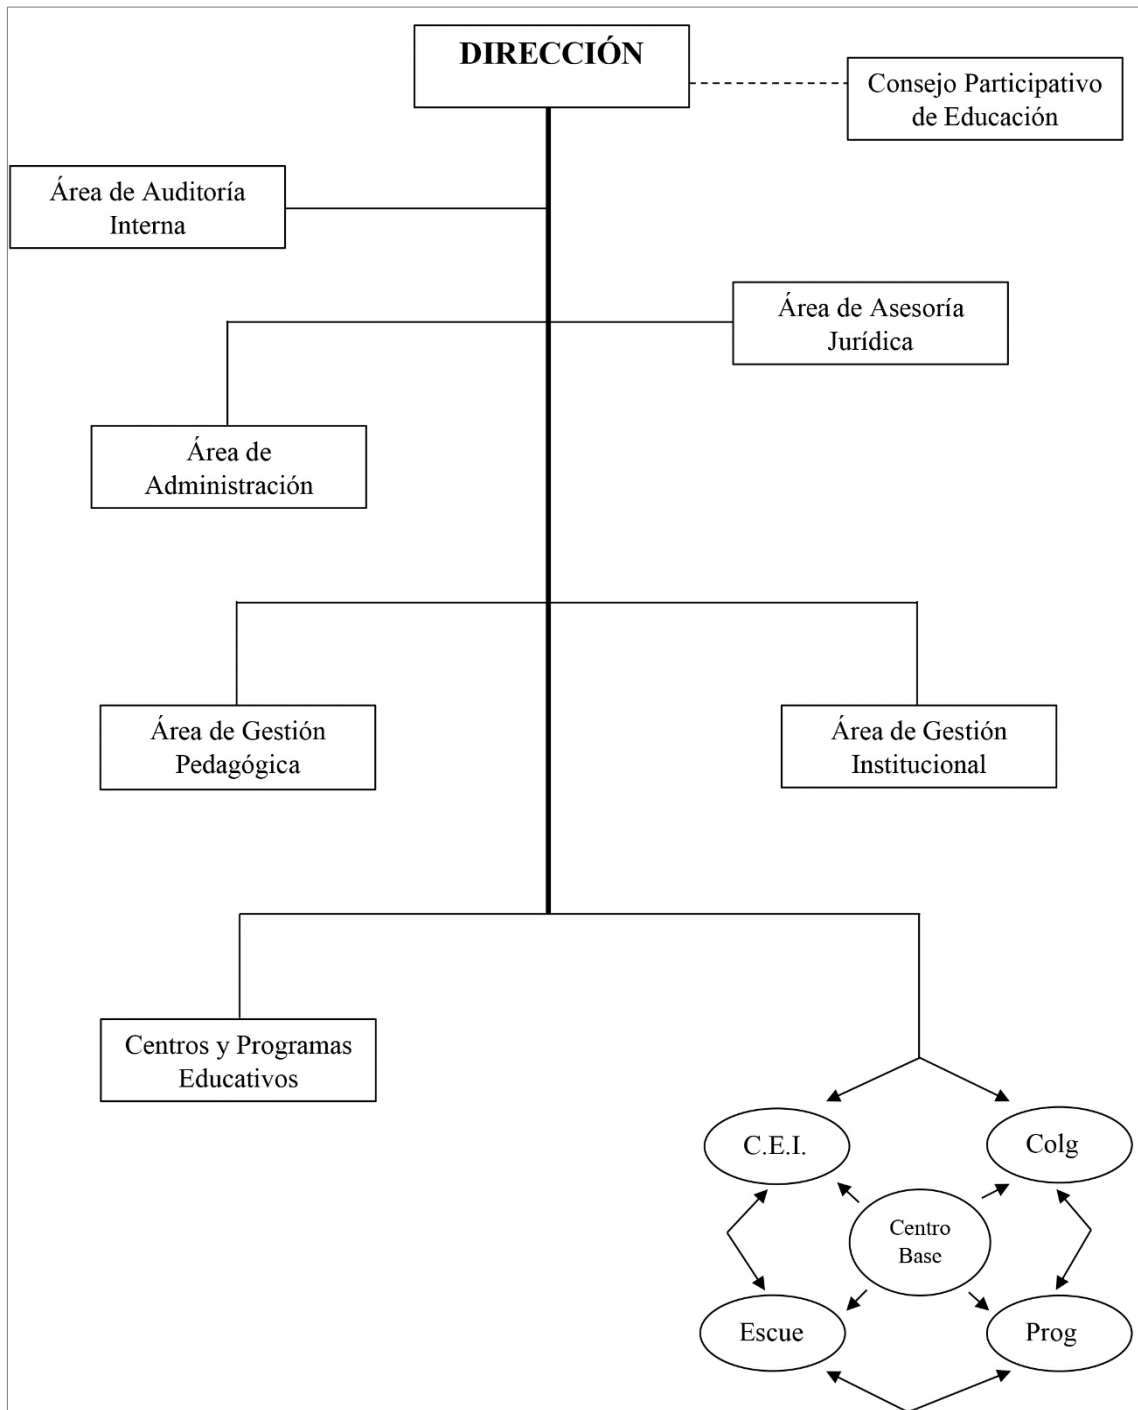 DIRECCIÓN
Consejo Participativo
de Educación
Área de Auditoría
Interna
Área de Asesoría
Jurídica
Área de
Administración
Área de Gestión
Pedagógica
Área de Gestión
Institucional
Centros y Programas
Educativos
C.E.I.
Colg
Centro
Base
Escue
Prog